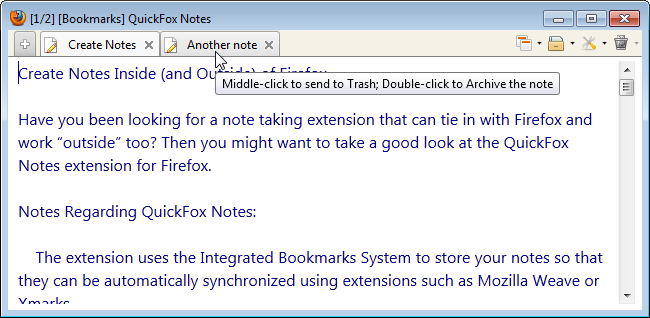 [1/2] [Bookmarks] QuickFox Notes
Create Notes
Another note
Create Notes Inside (and Outside) of Firefox
Middle-click to send to Trash; Double-click to Archive the note
Have you been looking for a note taking extension that can tie in with Firefox and
work “outside” too? Then you might want to take a good look at the QuickFox
Notes extension for Firefox.
Notes Regarding QuickFox Notes:
The extension uses the Integrated Bookmarks System to store your notes so that
they can be automatically synchronized using extensions such as Mozilla Weave or
Xmarks